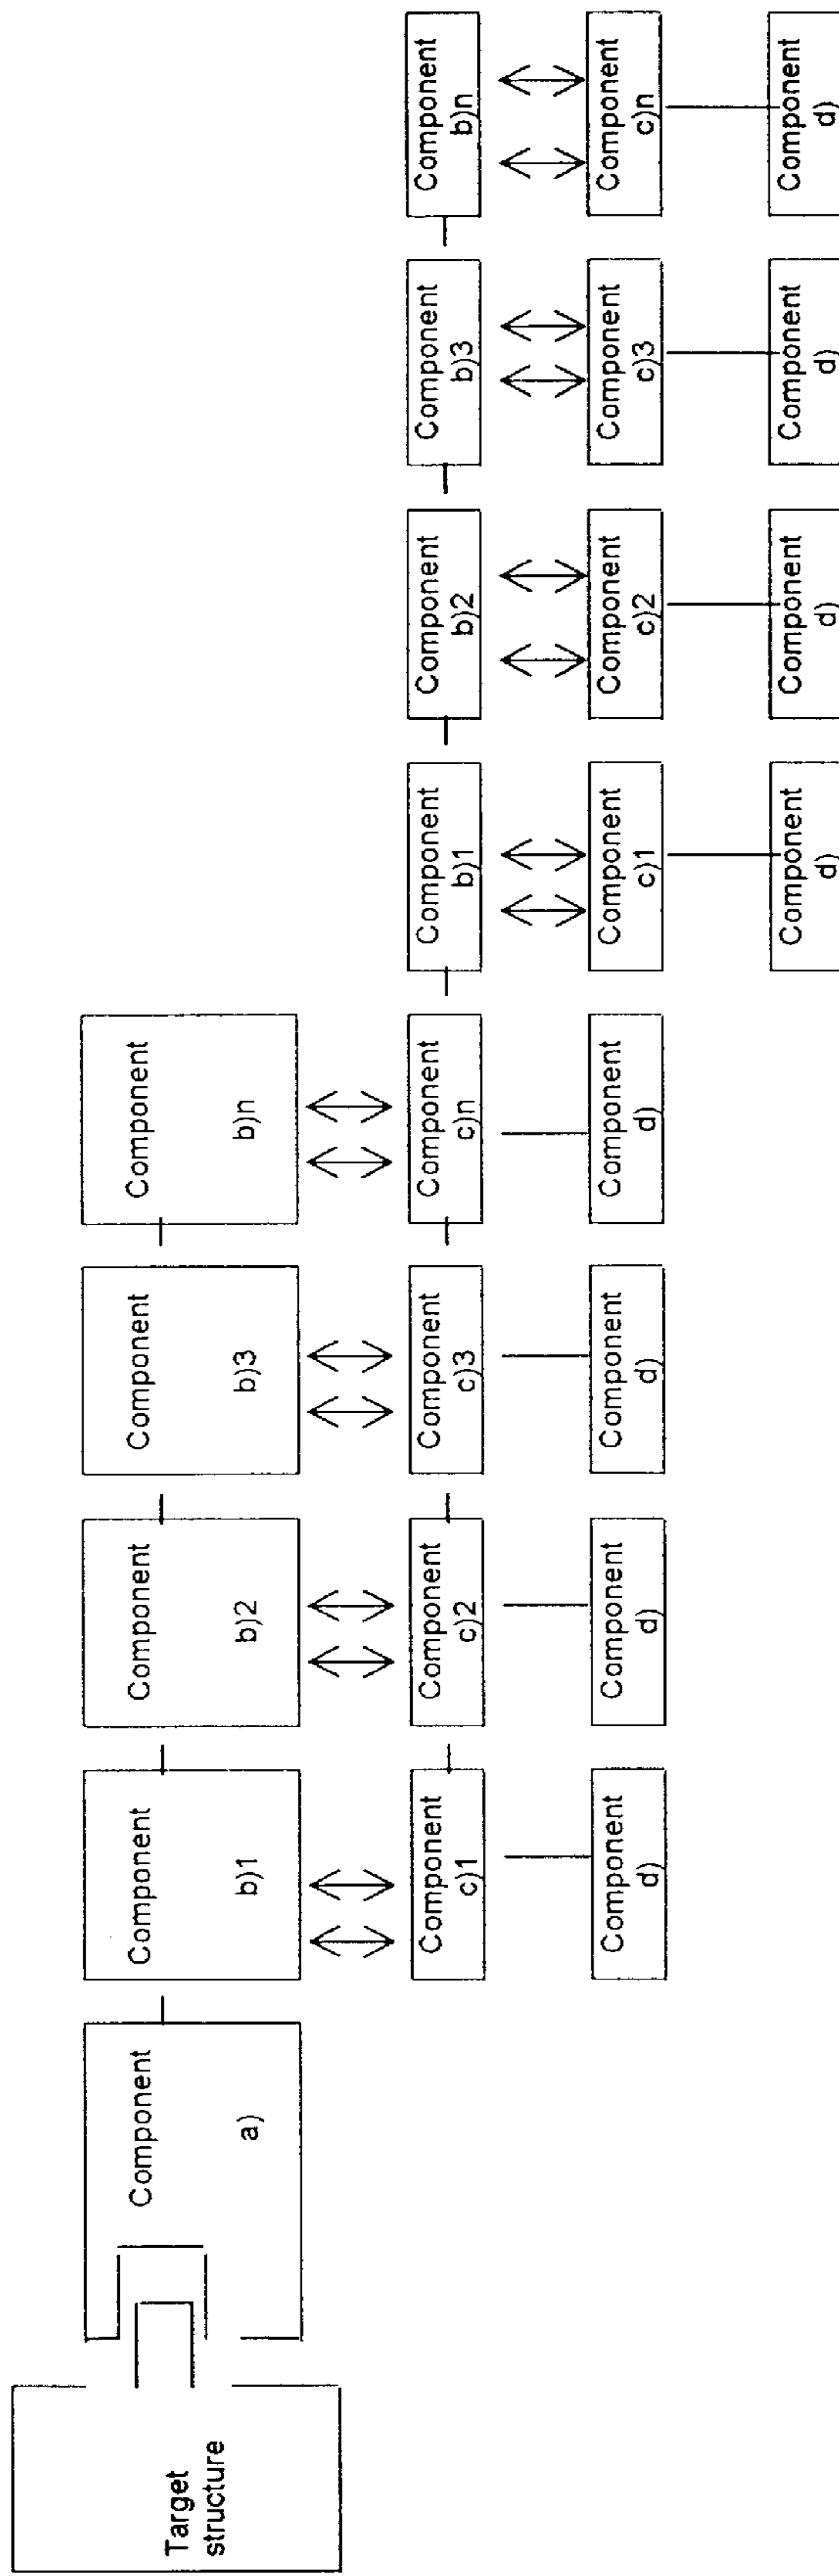 Target
structure
Component
a)
Component
b)1
Component
b)2
Component
b)3
Component
b)n
Component
c)1
Component
c)2
Component
c)3
Component
c)n
Component
b)1
Component
b)2
Component
b)3
Component
b)n
Component
d)
Component
d)
Component
d)
Component
d)
Component
c)1
Component
c)2
Component
c)3
Component
c)n
Component
d)
Component
d)
Component
d)
Component
d)